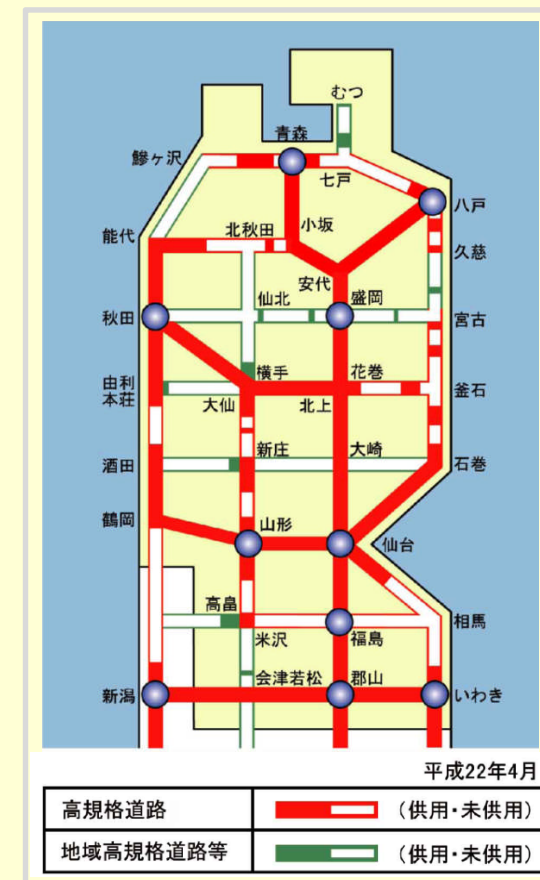 むつ
青森
鰺ヶ沢
七戸
八戸
能代
北秋田
小坂
久慈
安代
秋田
仙北
盛岡
宮古
由利
本荘
横手
花巻
釜石
大仙
北上
酒田
新庄
大崎
石巻
鶴岡
山形
仙台
高畠
米沢
福島
相馬
新潟
会津若松
郡山
いわき
平成22年4月
高規格道路 (供用・未供用)
地域高規格道路等 (供用・未供用)